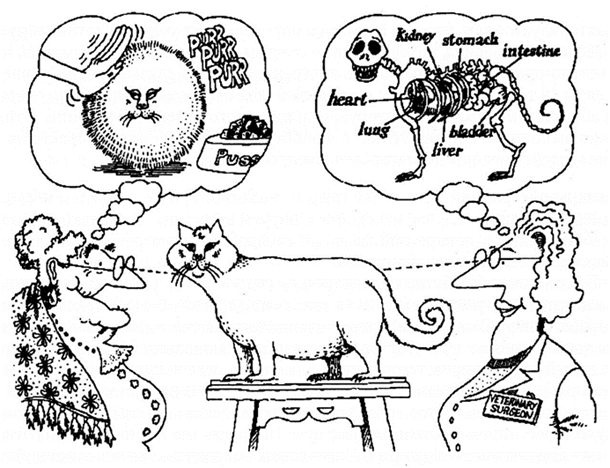 PURR
PURR
PURR
PUSS
kidney
stomach
intestine
heart
lung
liver
bladder
VETERINARY
SURGEON